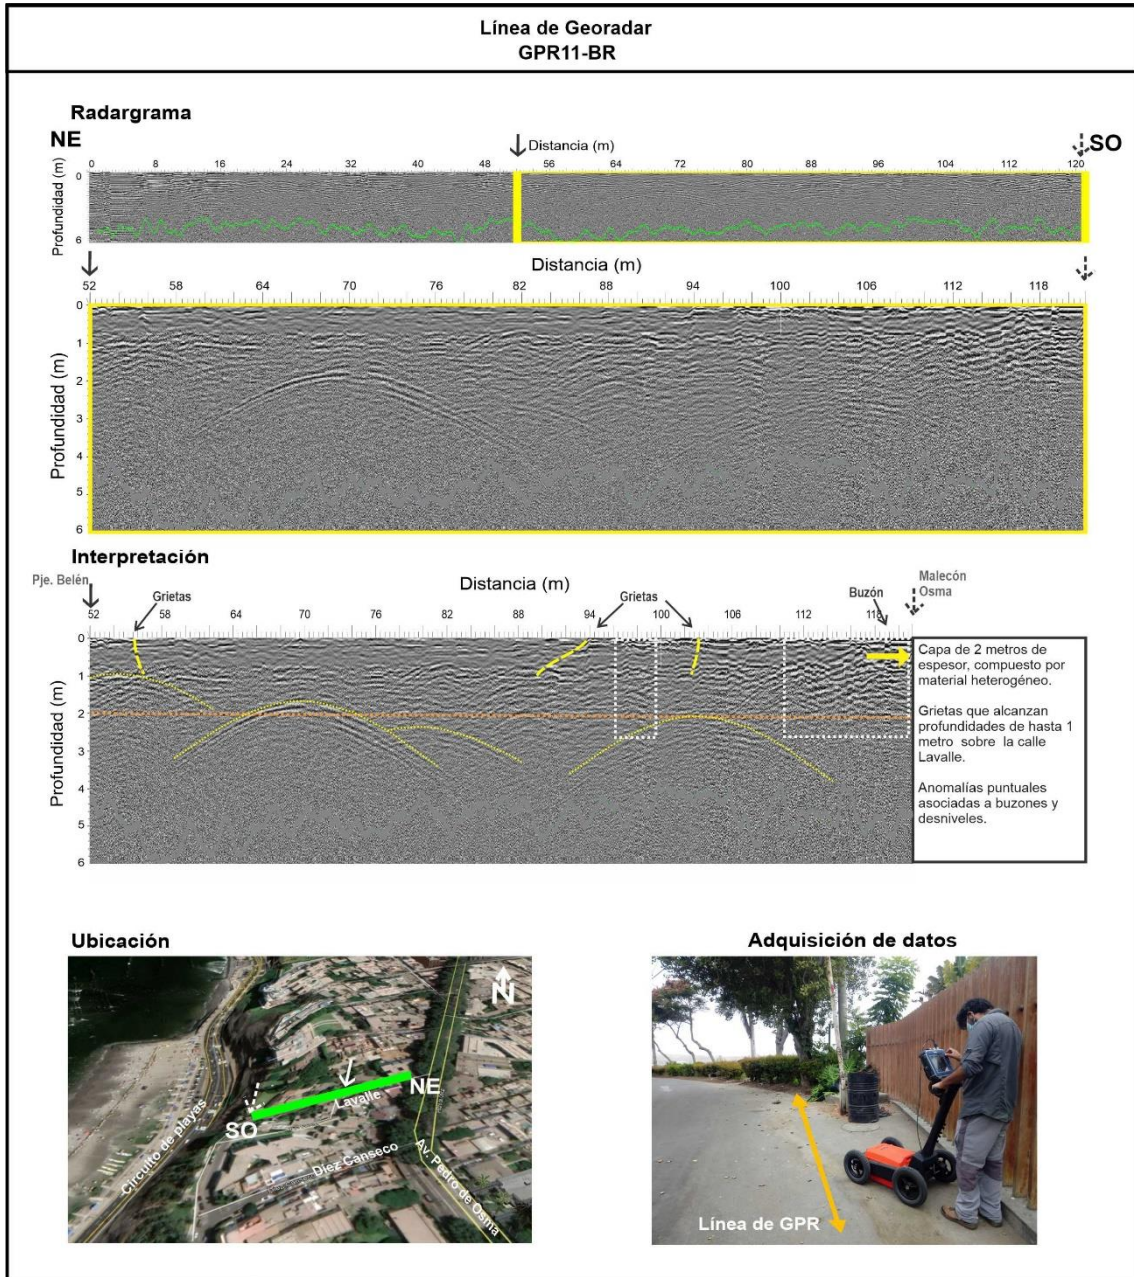 Línea de Georadar
GPR11-BR
Radargrama
NE
SO
Distancia (m)
0 8 16 24 32 40 48 56 64 72 80 88 96 104 112 120
Profundidad (m)
0
6
Distancia (m)
52 58 64 70 76 82 88 94 100 106 112 118
Profundidad (m)
0
1
2
3
4
5
6
Interpretación
Pje. Belén
Distancia (m)
Malecón
Osma
Grietas
Grietas
Buzón
52 58 64 70 76 82 88 94 100 106 112 118
Profundidad (m)
0
1
2
3
4
5
6
Capa de 2 metros de
espesor, compuesto por
material heterogéneo.
Grietas que alcanzan
profundidades de hasta 1
metro sobre la calle
Lavalle.
Anomalías puntuales
asociadas a buzones y
desniveles.
Ubicación
N
NE
Lavalle
SO
Circuito de playas
Diez Canseco
Av. Pedro de Osma
Adquisición de datos
Línea de GPR